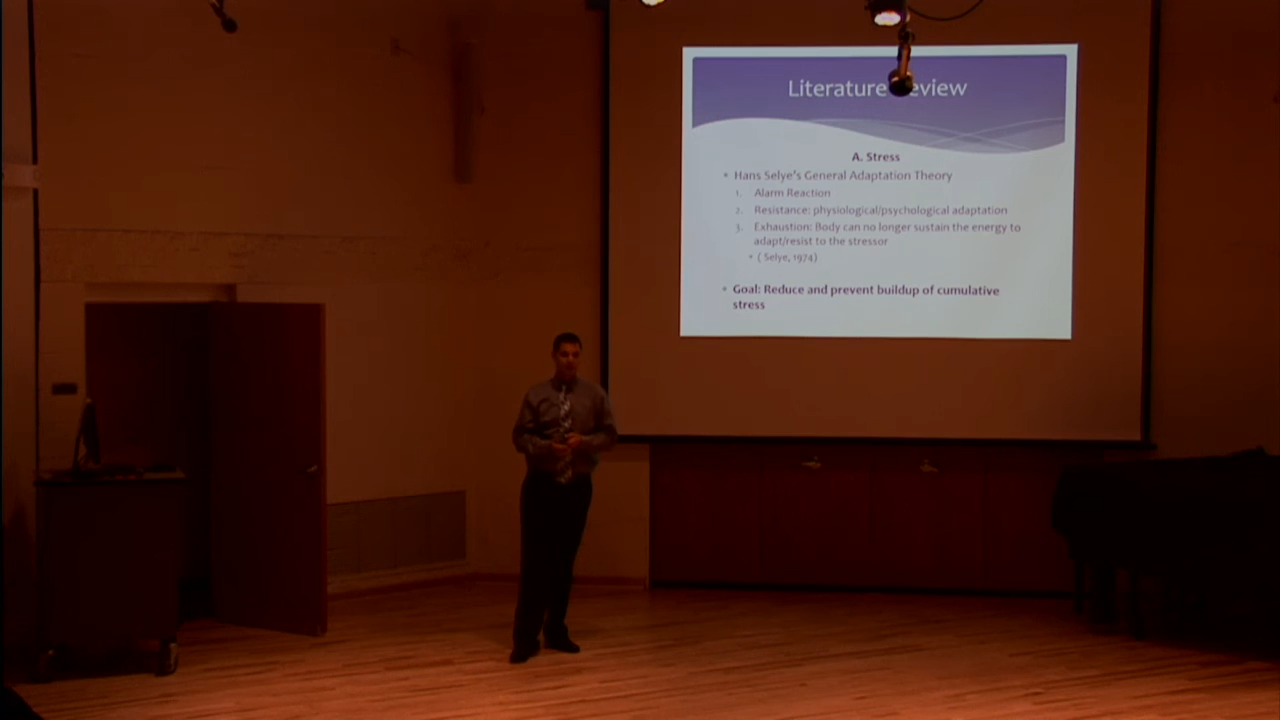 Literature Review
A. Stress
• Hans Selye's General Adaptation Theory
1. Alarm Reaction
2. Resistance: physiological/psychological adaptation
3. Exhaustion: Body can no longer sustain the energy to
adapt/resist to the stressor
• ( Selye, 1974)
• Goal: Reduce and prevent buildup of cumulative
stress